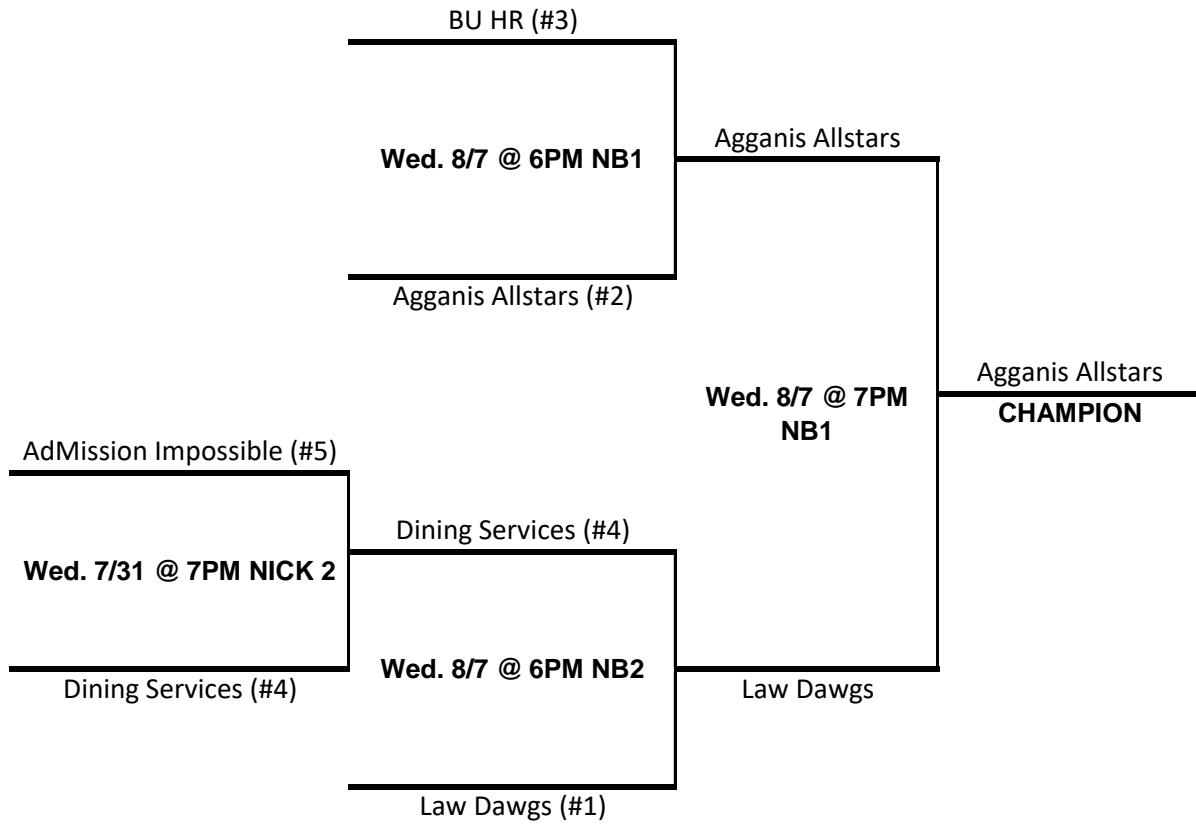 BU HR (#3)
Agganis Allstars
Wed. 8/7 @ 6PM NB1
Agganis Allstars (#2)
Agganis Allstars
Wed. 8/7 @ 7PM
NB1
CHAMPION
AdMission Impossible (#5)
Dining Services (#4)
Wed. 7/31 @ 7PM NICK 2
Wed. 8/7 @ 6PM NB2
Dining Services (#4)
Law Dawgs
Law Dawgs (#1)